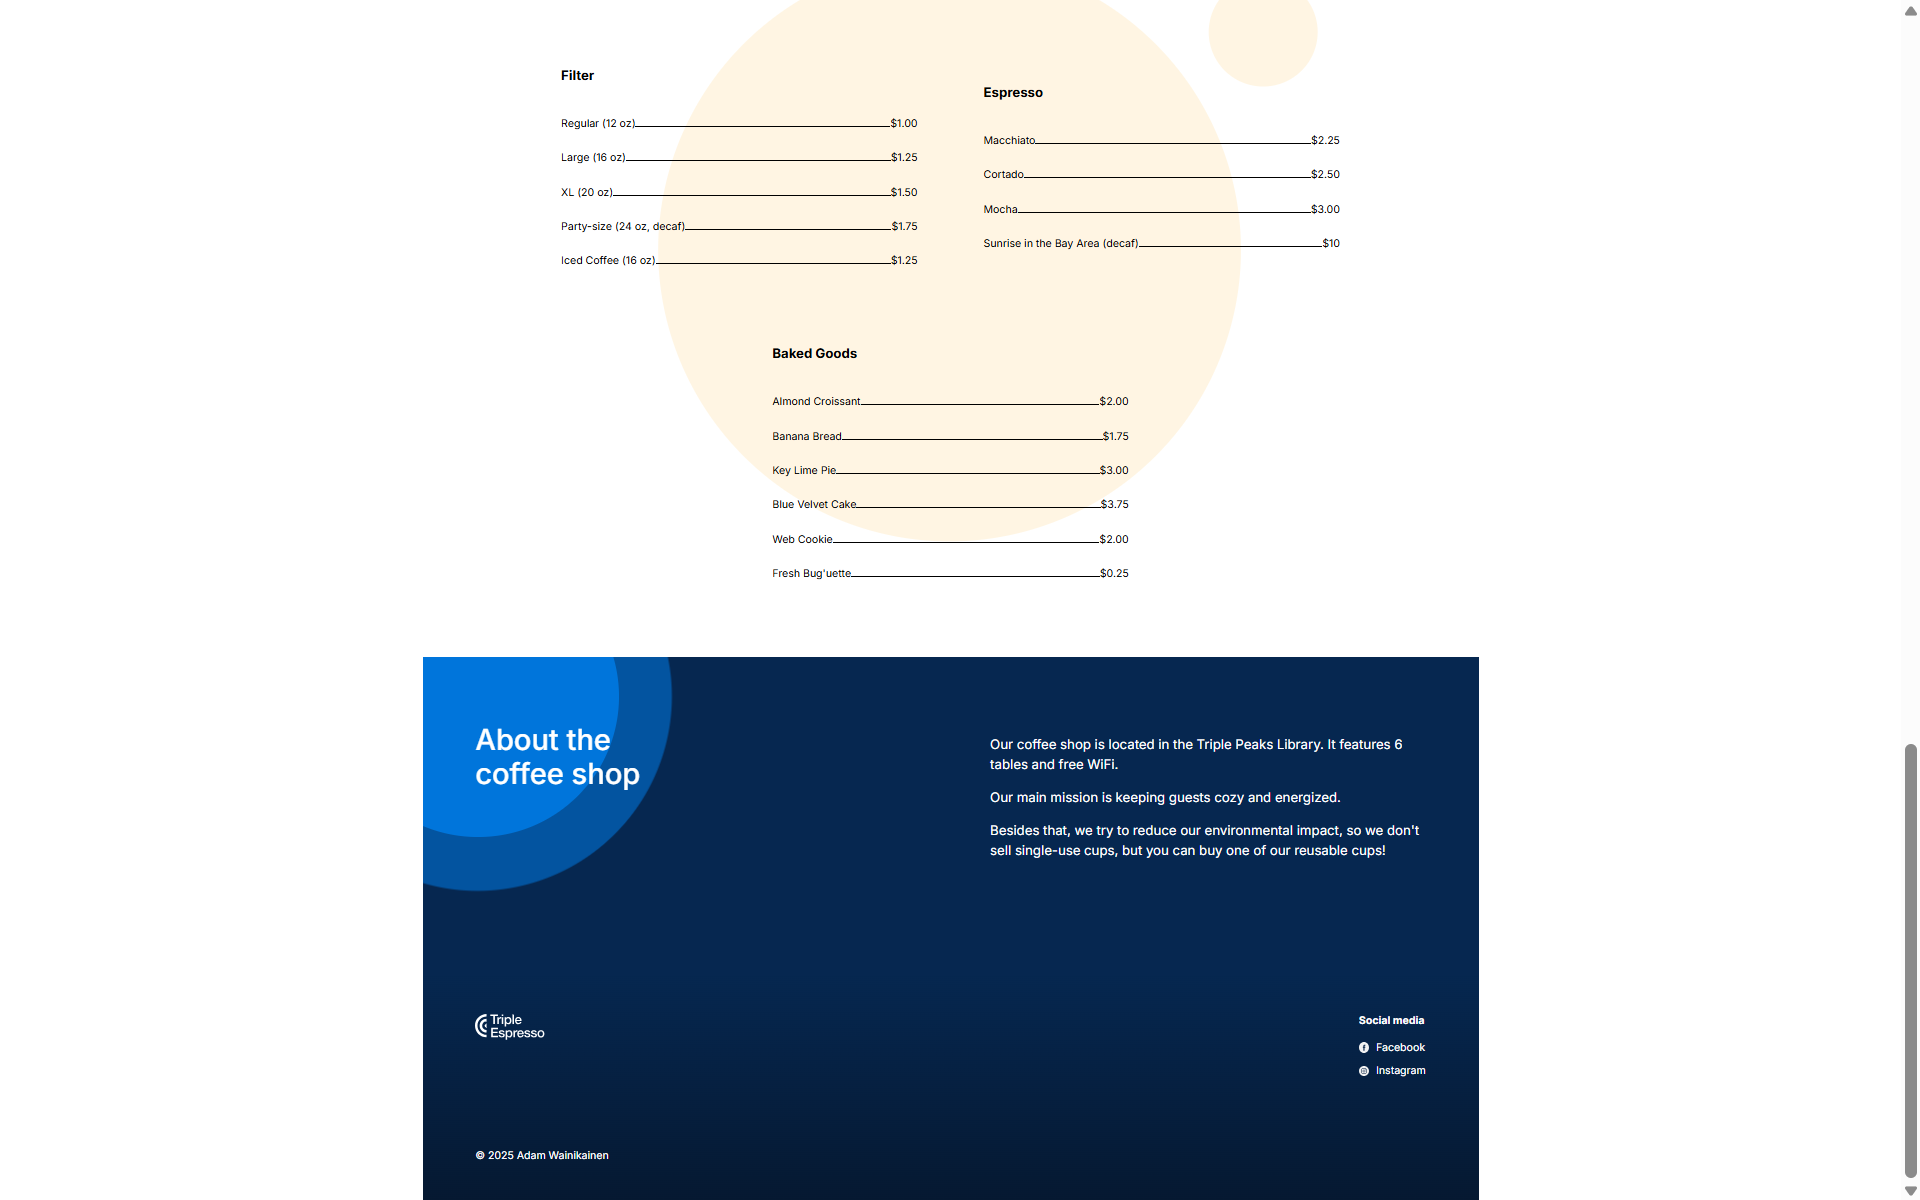 Filter
Regular (12 oz) $1.00
Large (16 oz) $1.25
XL (20 oz) $1.50
Party-size (24 oz, decaf) $1.75
Iced Coffee (16 oz) $1.25
Espresso
Macchiato $2.25
Cortado $2.50
Mocha $3.00
Sunrise in the Bay Area (decaf) $10
Baked Goods
Almond Croissant $2.00
Banana Bread $1.75
Key Lime Pie $3.00
Blue Velvet Cake $3.75
Web Cookie $2.00
Fresh Bug'uette $0.25
About the
coffee shop
Our coffee shop is located in the Triple Peaks Library. It features 6
tables and free WiFi.
Our main mission is keeping guests cozy and energized.
Besides that, we try to reduce our environmental impact, so we don't
sell single-use cups, but you can buy one of our reusable cups!
Triple
Espresso
Social media
Facebook
Instagram
© 2025 Adam Wainikainen